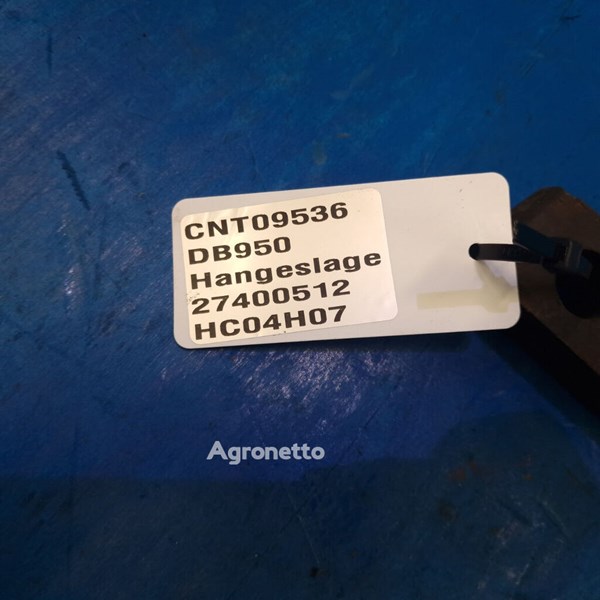 CNT09536
DB950
Hangeslage
27400512
HC04H07
Agronetto